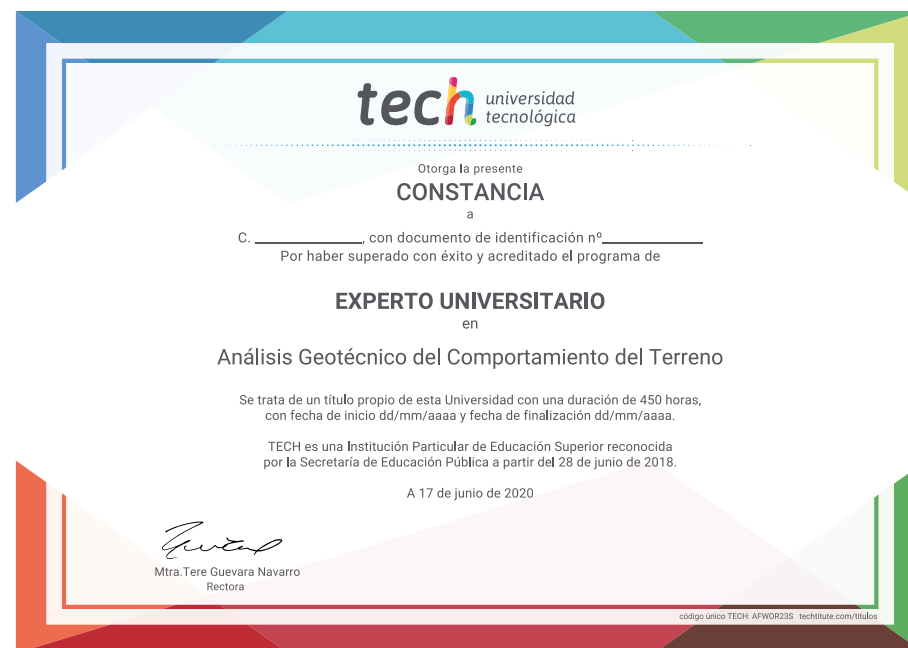 tech universidad
tecnológica
Otorga la presente
CONSTANCIA
a
C. ______________, con documento de identificación nº_____________
Por haber superado con éxito y acreditado el programa de
EXPERTO UNIVERSITARIO
en
Análisis Geotécnico del Comportamiento del Terreno
Se trata de un título propio de esta Universidad con una duración de 450 horas,
con fecha de inicio dd/mm/aaaa y fecha de finalización dd/mm/aaaa.
TECH es una Institución Particular de Educación Superior reconocida
por la Secretaría de Educación Pública a partir del 28 de junio de 2018.
A 17 de junio de 2020
Mtra.Tere Guevara Navarro
Rectora
código único TECH: AFWOR23S techtitute.com/titulos